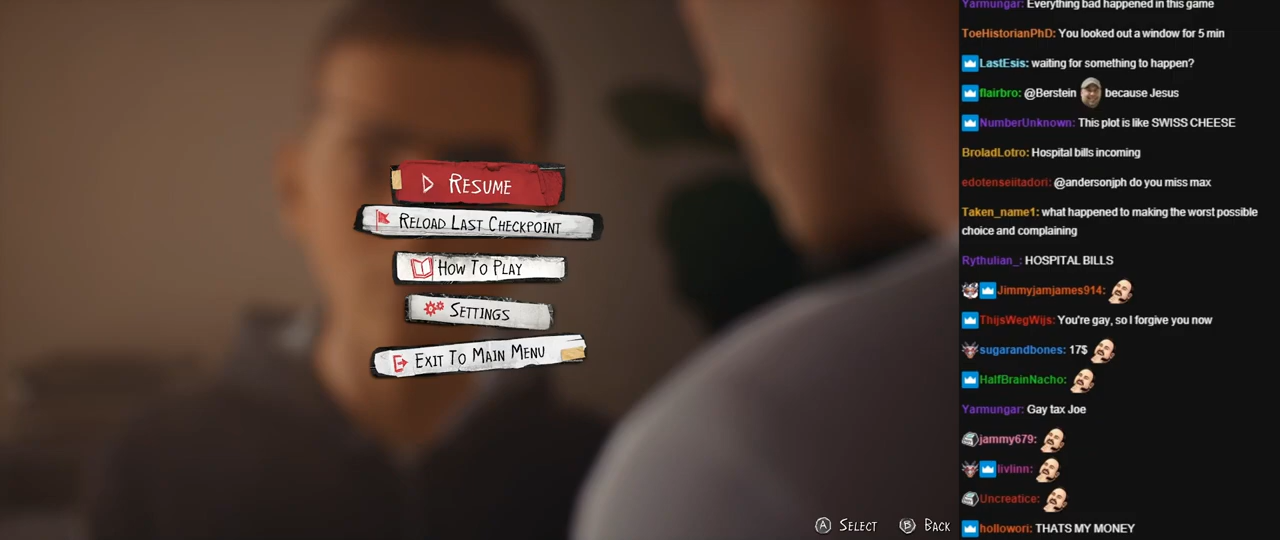 RESUME
RELOAD LAST CHECKPOINT
HOW TO PLAY
SETTINGS
EXIT TO MAIN MENU
A SELECT B BACK
Yarmungar: Everything bad happened in this game
ToeHistorianPhD: You looked out a window for 5 min
LastEsis: waiting for something to happen?
flairbro: @Berstein because Jesus
NumberUnknown: This plot is like SWISS CHEESE
BroladLotro: Hospital bills incoming
edotenseiitadori: @andersonjph do you miss max
Taken_name1: what happened to making the worst possible
choice and complaining
Rythulian_: HOSPITAL BILLS
Jimmyjamjames914:
ThijsWegWijs: You're gay, so I forgive you now
sugarandbones: 17$
HalfBrainNacho:
Yarmungar: Gay tax Joe
jammy679:
livlinn:
Uncreatice:
hollowori: THATS MY MONEY